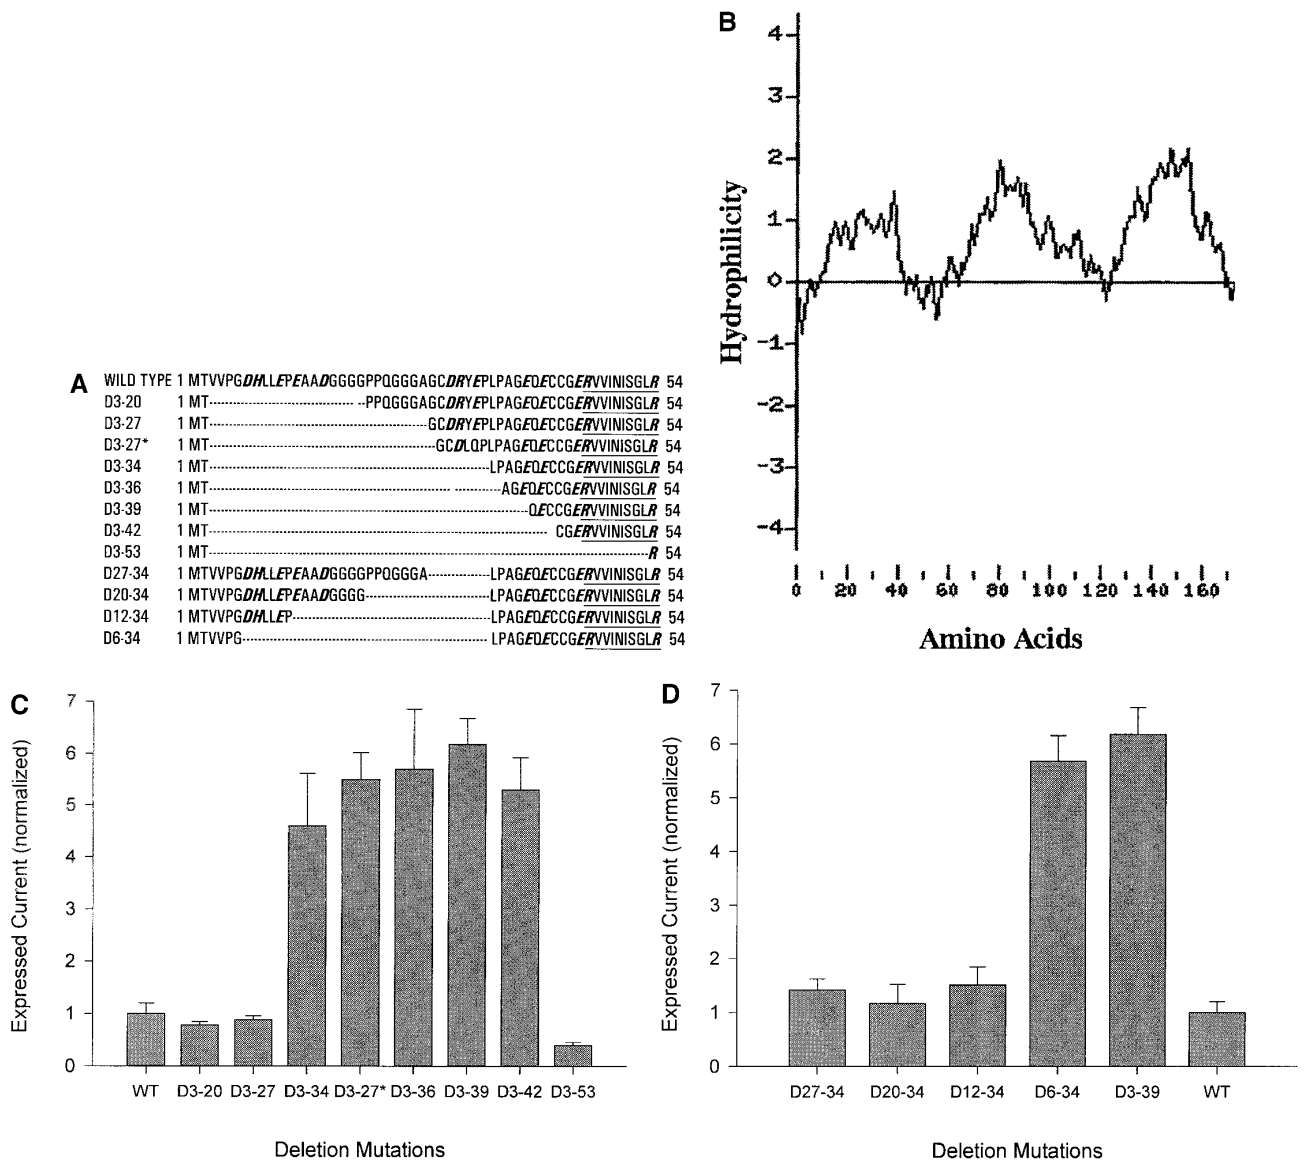 A
WILD TYPE 1 MTVVPGDHLLEPEAADGGGGPPQGGGAGCDRYEPLPAGEQECCGERVVINISGLR 54
D3-20 1 MT------------------------------ --PPQGGGAGCDRYEPLPAGEQECCGERVVINISGLR 54
D3-27 1 MT--------------------------------------------GCDRYEPLPAGEQECCGERVVINISGLR 54
D3-27* 1 MT----------------------------------------------GCDLQPLPAGEQECCGERVVINISGLR 54
D3-34 1 MT---------------------------------------------------------LPAGEQECCGERVVINISGLR 54
D3-36 1 MT-------------------------------------------------- ---------AGEQECCGERVVINISGLR 54
D3-39 1 MT-----------------------------------------------------------------QECCGERVVINISGLR 54
D3-42 1 MT--------------------------------------------------------------------- CGERVVINISGLR 54
D3-53 1 MT------------------------------------------------------------------------------------------R 54
D27-34 1 MTVVPGDHLLEPEAADGGGGPPQGGGA-------------LPAGEQECCGERVVINISGLR 54
D20-34 1 MTVVPGDHLLEPEAADGGGG--------------------------LPAGEQECCGERVVINISGLR 54
D12-34 1 MTVVPGDHLLEP-----------------------------------------LPAGEQECCGERVVINISGLR 54
D6-34 1 MTVVPG---------------------------------------------------LPAGEQECCGERVVINISGLR 54
B
4
3
2
1
0
-1
-2
-3
-4
Hydrophilicity
0 20 40 60 80 100 120 140 160
Amino Acids
C
7
6
5
4
3
2
1
0
Expressed Current (normalized)
WT D3-20 D3-27 D3-34 D3-27* D3-36 D3-39 D3-42 D3-53
Deletion Mutations
D
7
6
5
4
3
2
1
0
Expressed Current (normalized)
D27-34 D20-34 D12-34 D6-34 D3-39 WT
Deletion Mutations